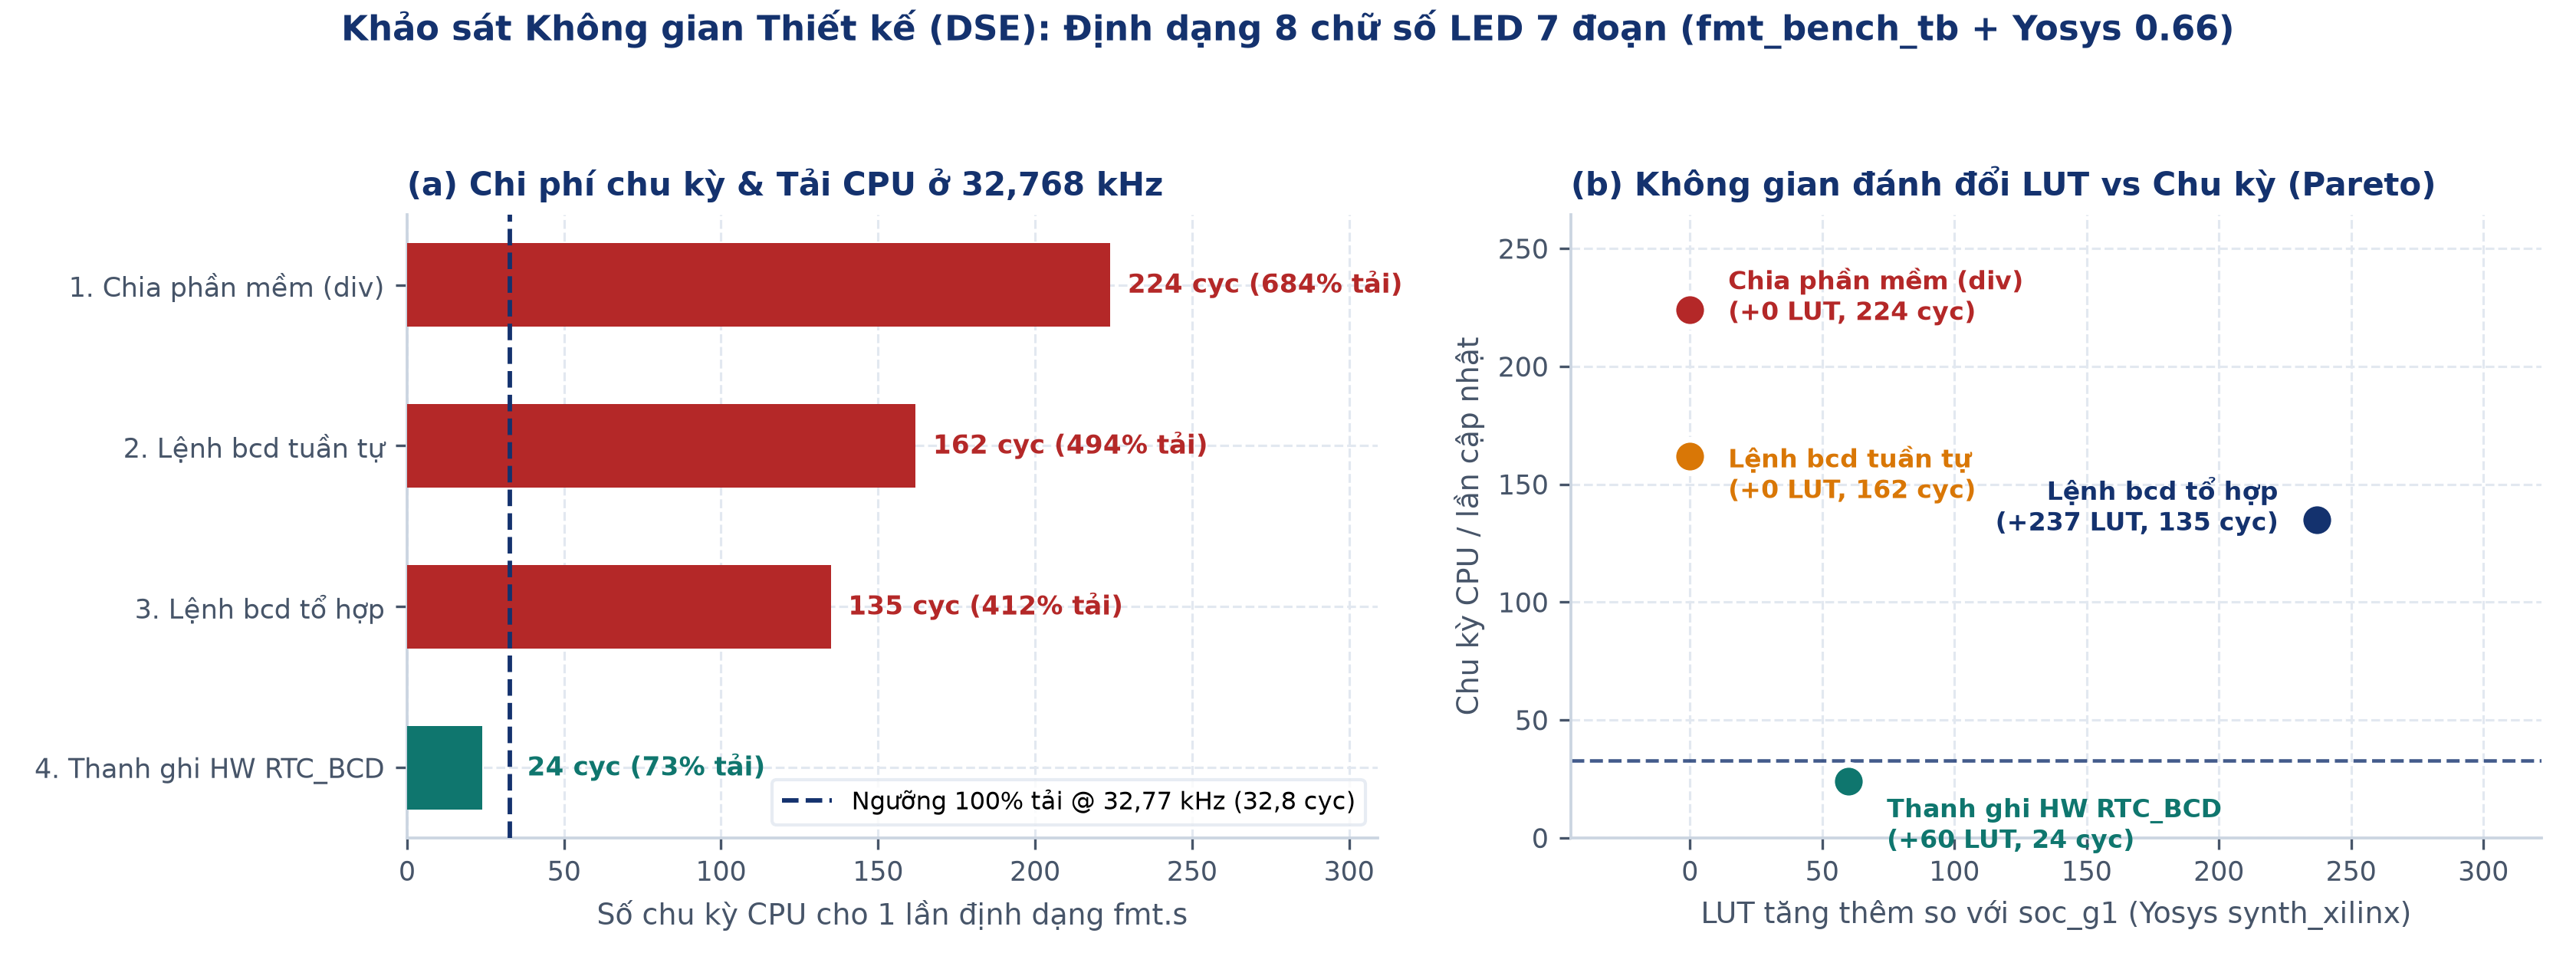 Khảo sát Không gian Thiết kế (DSE): Định dạng 8 chữ số LED 7 đoạn (fmt_bench_tb + Yosys 0.66)
(a) Chi phí chu kỳ & Tải CPU ở 32,768 kHz
1. Chia phần mềm (div)
224 cyc (684% tải)
2. Lệnh bcd tuần tự
162 cyc (494% tải)
3. Lệnh bcd tổ hợp
135 cyc (412% tải)
4. Thanh ghi HW RTC_BCD
24 cyc (73% tải)
Ngưỡng 100% tải @ 32,77 kHz (32,8 cyc)
0 50 100 150 200 250 300
Số chu kỳ CPU cho 1 lần định dạng fmt.s
(b) Không gian đánh đổi LUT vs Chu kỳ (Pareto)
Chu kỳ CPU / lần cập nhật
250
200
150
100
50
0
Chia phần mềm (div)
(+0 LUT, 224 cyc)
Lệnh bcd tuần tự
(+0 LUT, 162 cyc)
Lệnh bcd tổ hợp
(+237 LUT, 135 cyc)
Thanh ghi HW RTC_BCD
(+60 LUT, 24 cyc)
0 50 100 150 200 250 300
LUT tăng thêm so với soc_g1 (Yosys synth_xilinx)